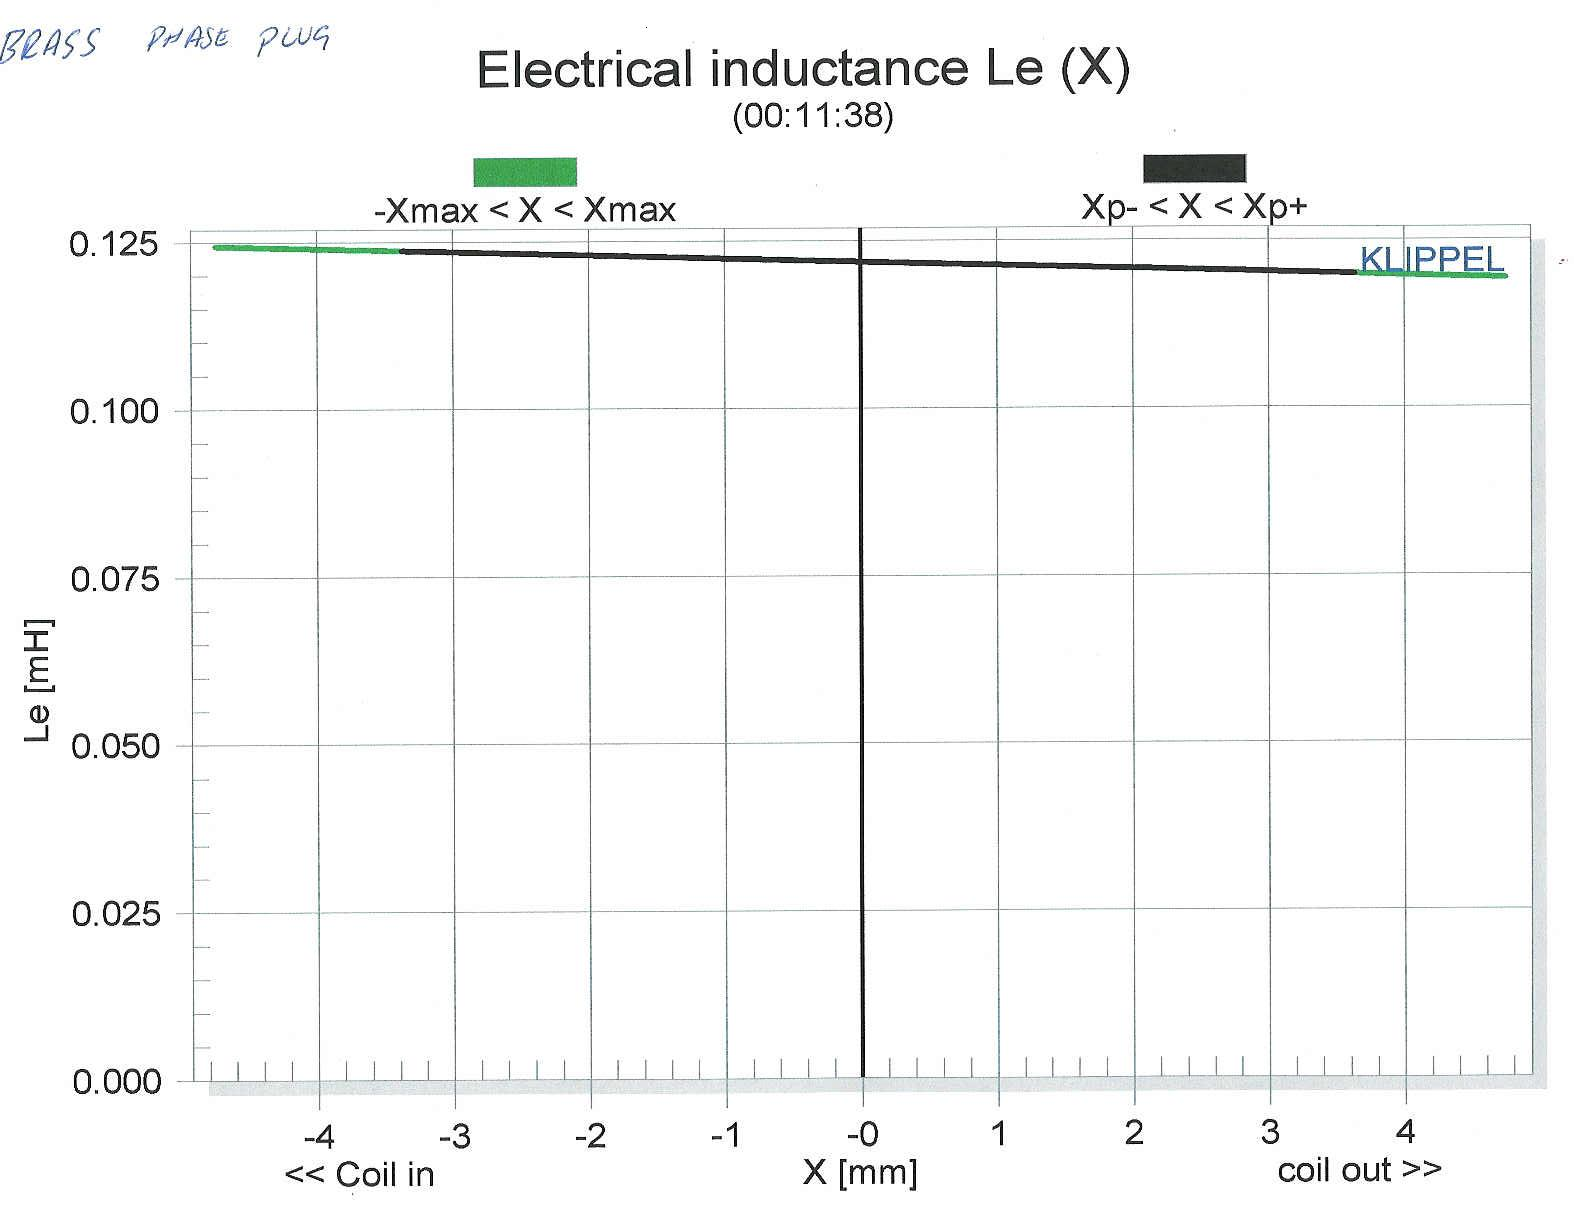 BRASS PHASE PLUG
Electrical inductance Le (X)
(00:11:38)
-Xmax < X < Xmax
Xp- < X < Xp+
KLIPPEL
0.125
0.100
0.075
0.050
0.025
0.000
Le [mH]
-4 -3 -2 -1 -0 1 2 3 4
<< Coil in X [mm] coil out >>